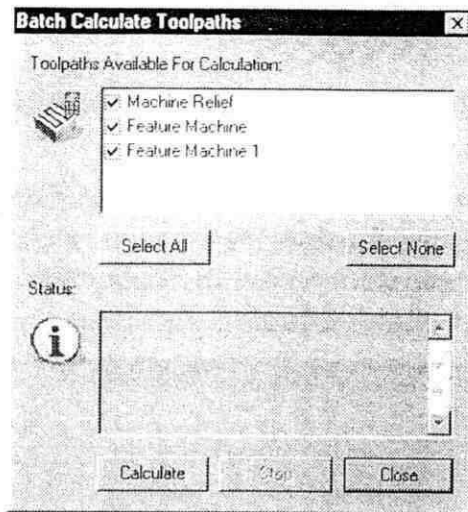 Batch Calculate Toolpaths
Toolpaths Available For Calculation:
Machine Relief
Feature Machine
Feature Machine 1
Select All Select None
Status:
Calculate Stop Close